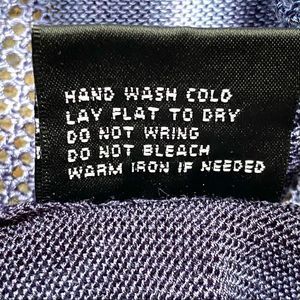 HAND WASH COLD
LAY FLAT TO DRY
DO NOT WRING
DO NOT BLEACH
WARM IRON IF NEEDED